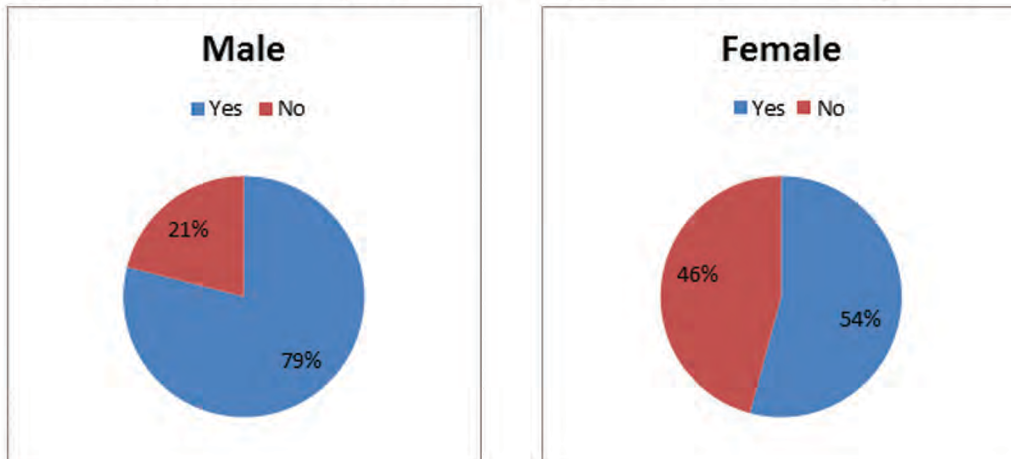 Male
Yes No
21%
79%
Female
Yes No
46%
54%